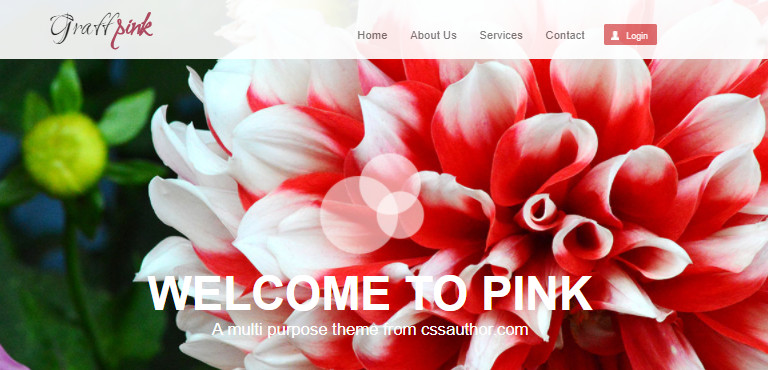 Graffpink
Home About Us Services Contact Login
WELCOME TO PINK
A multi purpose theme from cssauthor.com